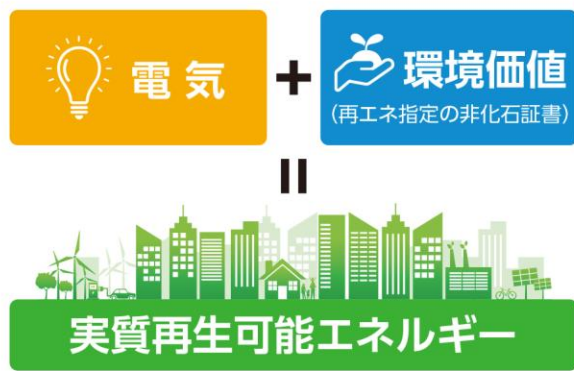 電気
+
環境価値
(再エネ指定の非化石証書)
=
実質再生可能エネルギー